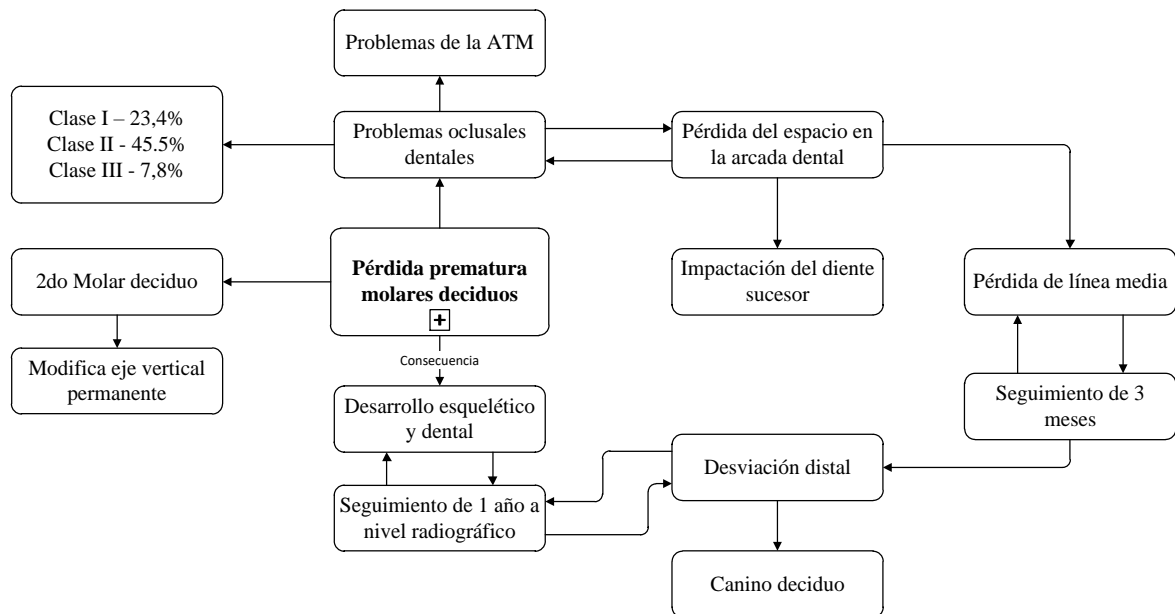 Problemas de la ATM
Clase I – 23,4%
Clase II - 45.5%
Clase III - 7,8%
Problemas oclusales
dentales
Pérdida del espacio en
la arcada dental
2do Molar deciduo
Pérdida prematura
molares deciduos
+
Impactación del diente
sucesor
Pérdida de línea media
Consecuencia
Modifica eje vertical
permanente
Desarrollo esquelético
y dental
Seguimiento de 3
meses
Desviación distal
Seguimiento de 1 año a
nivel radiográfico
Canino deciduo